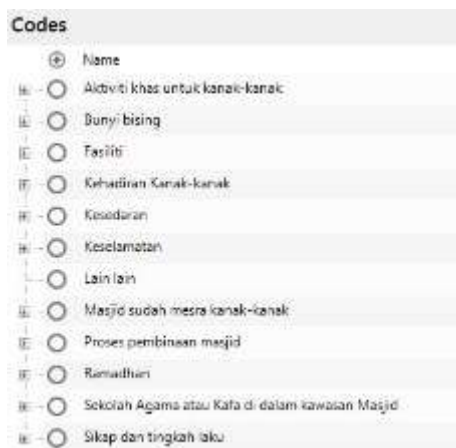 Codes
Name
Aktiviti khas untuk kanak-kanak
Bunyi bising
Fasiliti
Kehadiran Kanak-kanak
Kesedaran
Keselamatan
Lain lain
Masjid sudah mesra kanak-kanak
Proses pembinaan masjid
Ramadhan
Sekolah Agama atau Kafa di dalam kawasan Masjid
Sikap dan tingkah laku